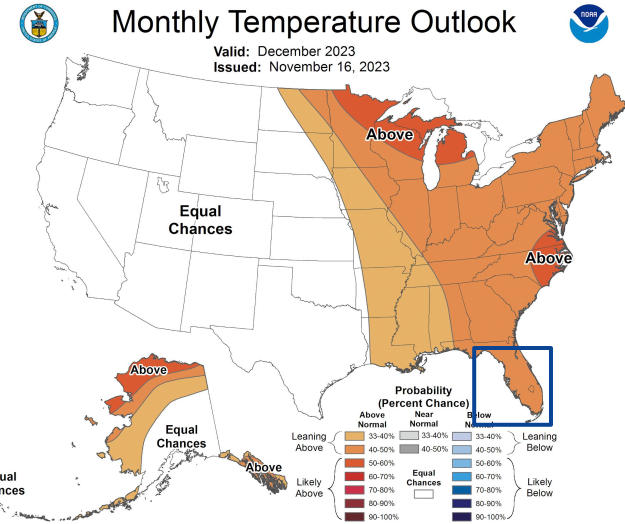 NOAA
Monthly Temperature Outlook
Valid: December 2023
Issued: November 16, 2023
Above
Equal
Chances
Above
Above
Equal
Chances
Above
ual
nces
Probability
(Percent Chance)
Above
Normal
Near
Normal
Below
Normal
Leaning
Above
33-40%
33-40%
33-40%
Leaning
Below
40-50%
40-50%
40-50%
Likely
Above
50-60%
60-70%
70-80%
80-90%
90-100%
Equal
Chances
50-60%
60-70%
70-80%
80-90%
90-100%
Likely
Below